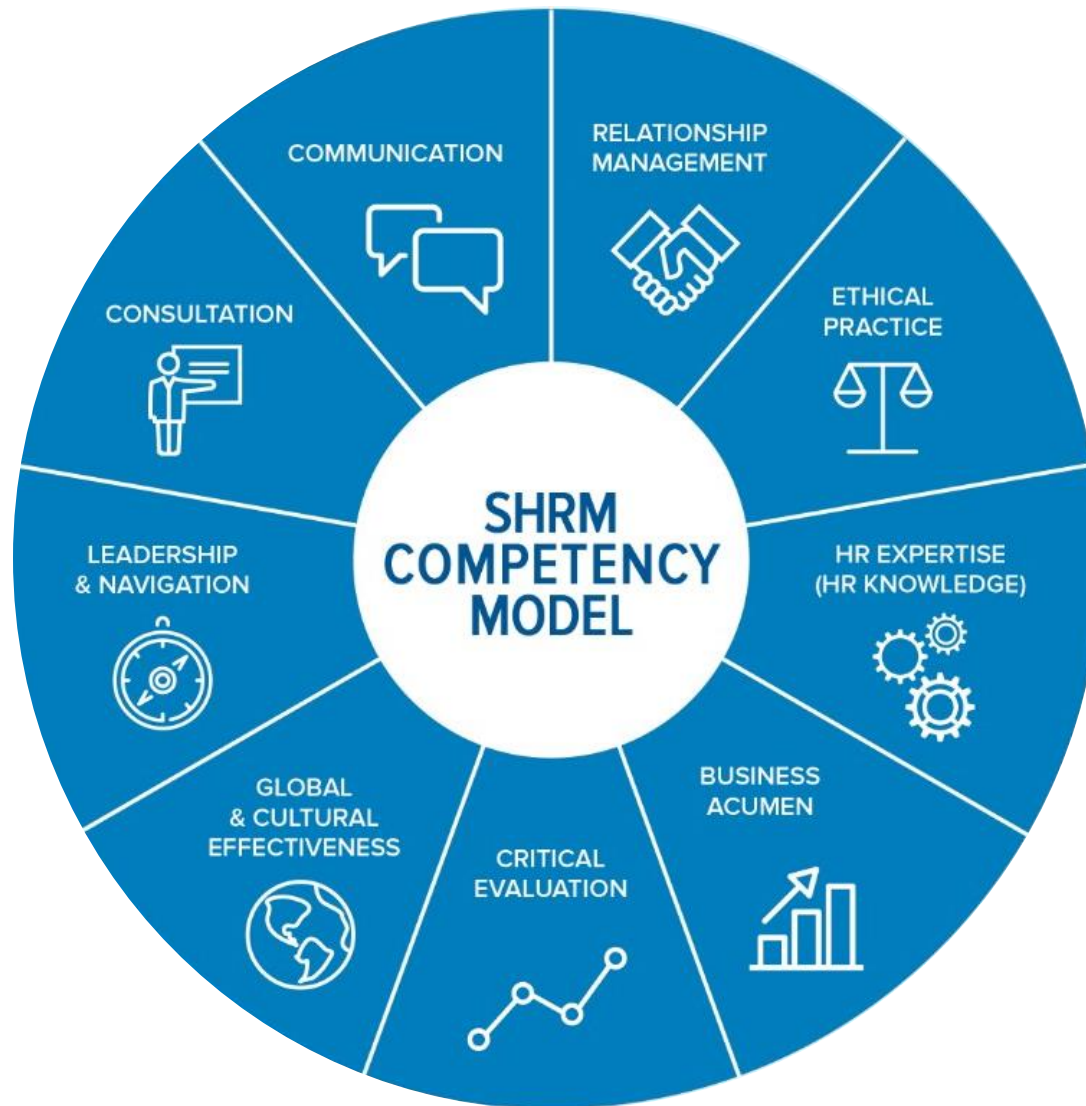 COMMUNICATION
RELATIONSHIP
MANAGEMENT
ETHICAL
PRACTICE
CONSULTATION
SHRM
COMPETENCY
MODEL
LEADERSHIP
& NAVIGATION
HR EXPERTISE
(HR KNOWLEDGE)
GLOBAL
& CULTURAL
EFFECTIVENESS
CRITICAL
EVALUATION
BUSINESS
ACUMEN